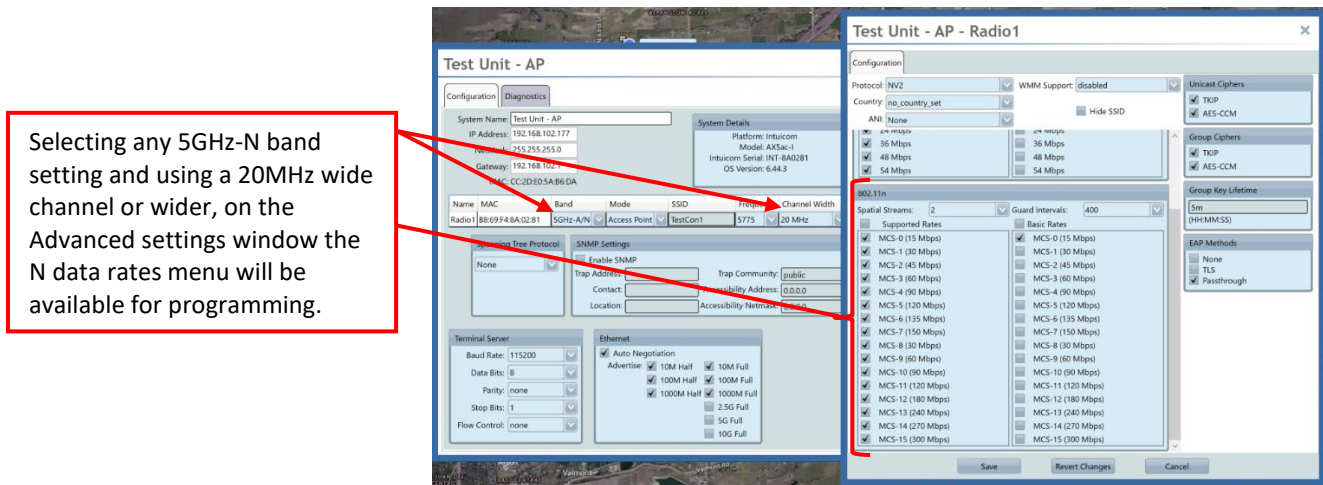 Selecting any 5GHz-N band
setting and using a 20MHz wide
channel or wider, on the
Advanced settings window the
N data rates menu will be
available for programming.
Test Unit - AP
Configuration Diagnostics
System Name: Test Unit - AP
IP Address: 192.168.102.177
255.255.255.0
Gateway: 192.168.102.1
MAC: CC:2D:E0:5A:B6:DA
System Details
Platform: Intuicom
Model: AX5ac-I
Intuicom Serial: INT-8A0281
OS Version: 6.44.3
Name MAC Band Mode SSID Channel Width
Radio1 B8:69:F4:8A:02:81 5GHz-A/N Access Point TestCon1 5775 20 MHz
Spanning Tree Protocol
None
SNMP Settings
Enable SNMP
Trap Address: Trap Community: public
Contact: Accessibility Address: 0.0.0.0
Location: Accessibility Netmask: 0.0.0.0
Terminal Server
Baud Rate: 115200
Data Bits: 8
Parity: none
Stop Bits: 1
Flow Control: none
Ethernet
Auto Negotiation
Advertise: 10M Half 10M Full
100M Half 100M Full
1000M Half 1000M Full
2.5G Full
5G Full
10G Full
Valmont
Test Unit - AP - Radio1
Configuration
Protocol: NV2 WMM Support: disabled
Country: no_country_set Hide SSID
ANI: None
24 Mbps 24 Mbps
36 Mbps 36 Mbps
48 Mbps 48 Mbps
54 Mbps 54 Mbps
802.11n
Spatial Streams: 2 Guard Intervals: 400
Supported Rates Basic Rates
MCS-0 (15 Mbps) MCS-0 (15 Mbps)
MCS-1 (30 Mbps) MCS-1 (30 Mbps)
MCS-2 (45 Mbps) MCS-2 (45 Mbps)
MCS-3 (60 Mbps) MCS-3 (60 Mbps)
MCS-4 (90 Mbps) MCS-4 (90 Mbps)
MCS-5 (120 Mbps) MCS-5 (120 Mbps)
MCS-6 (135 Mbps) MCS-6 (135 Mbps)
MCS-7 (150 Mbps) MCS-7 (150 Mbps)
MCS-8 (30 Mbps) MCS-8 (30 Mbps)
MCS-9 (60 Mbps) MCS-9 (60 Mbps)
MCS-10 (90 Mbps) MCS-10 (90 Mbps)
MCS-11 (120 Mbps) MCS-11 (120 Mbps)
MCS-12 (180 Mbps) MCS-12 (180 Mbps)
MCS-13 (240 Mbps) MCS-13 (240 Mbps)
MCS-14 (270 Mbps) MCS-14 (270 Mbps)
MCS-15 (300 Mbps) MCS-15 (300 Mbps)
Unicast Ciphers
TKIP
AES-CCM
Group Ciphers
TKIP
AES-CCM
Group Key Lifetime
5m
(HH:MM:SS)
EAP Methods
None
TLS
Passthrough
Save Revert Changes Cancel